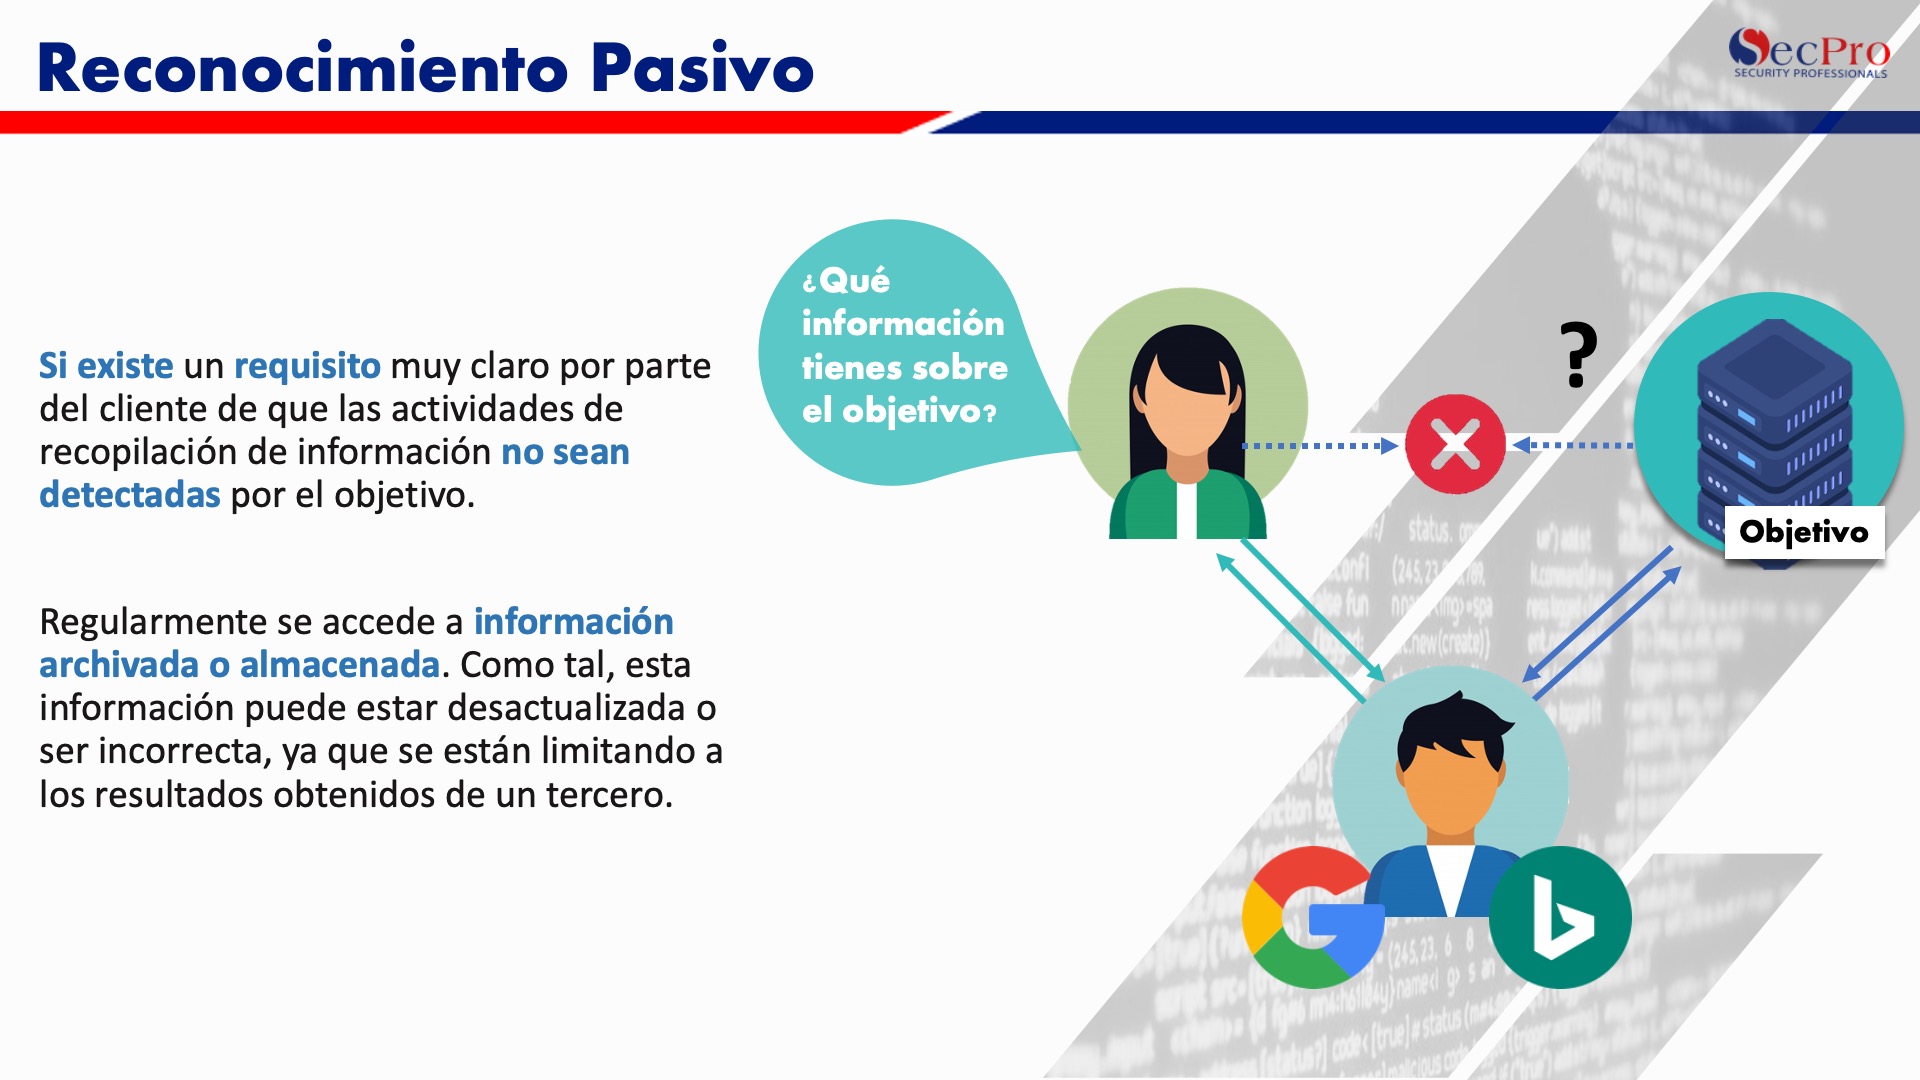 Reconocimiento Pasivo
SecPro
SECURITY PROFESSIONALS
¿Qué
información
tienes sobre
el objetivo?
?
Si existe un requisito muy claro por parte
del cliente de que las actividades de
recopilación de información no sean
detectadas por el objetivo.
Objetivo
Regularmente se accede a información
archivada o almacenada. Como tal, esta
información puede estar desactualizada o
ser incorrecta, ya que se están limitando a
los resultados obtenidos de un tercero.